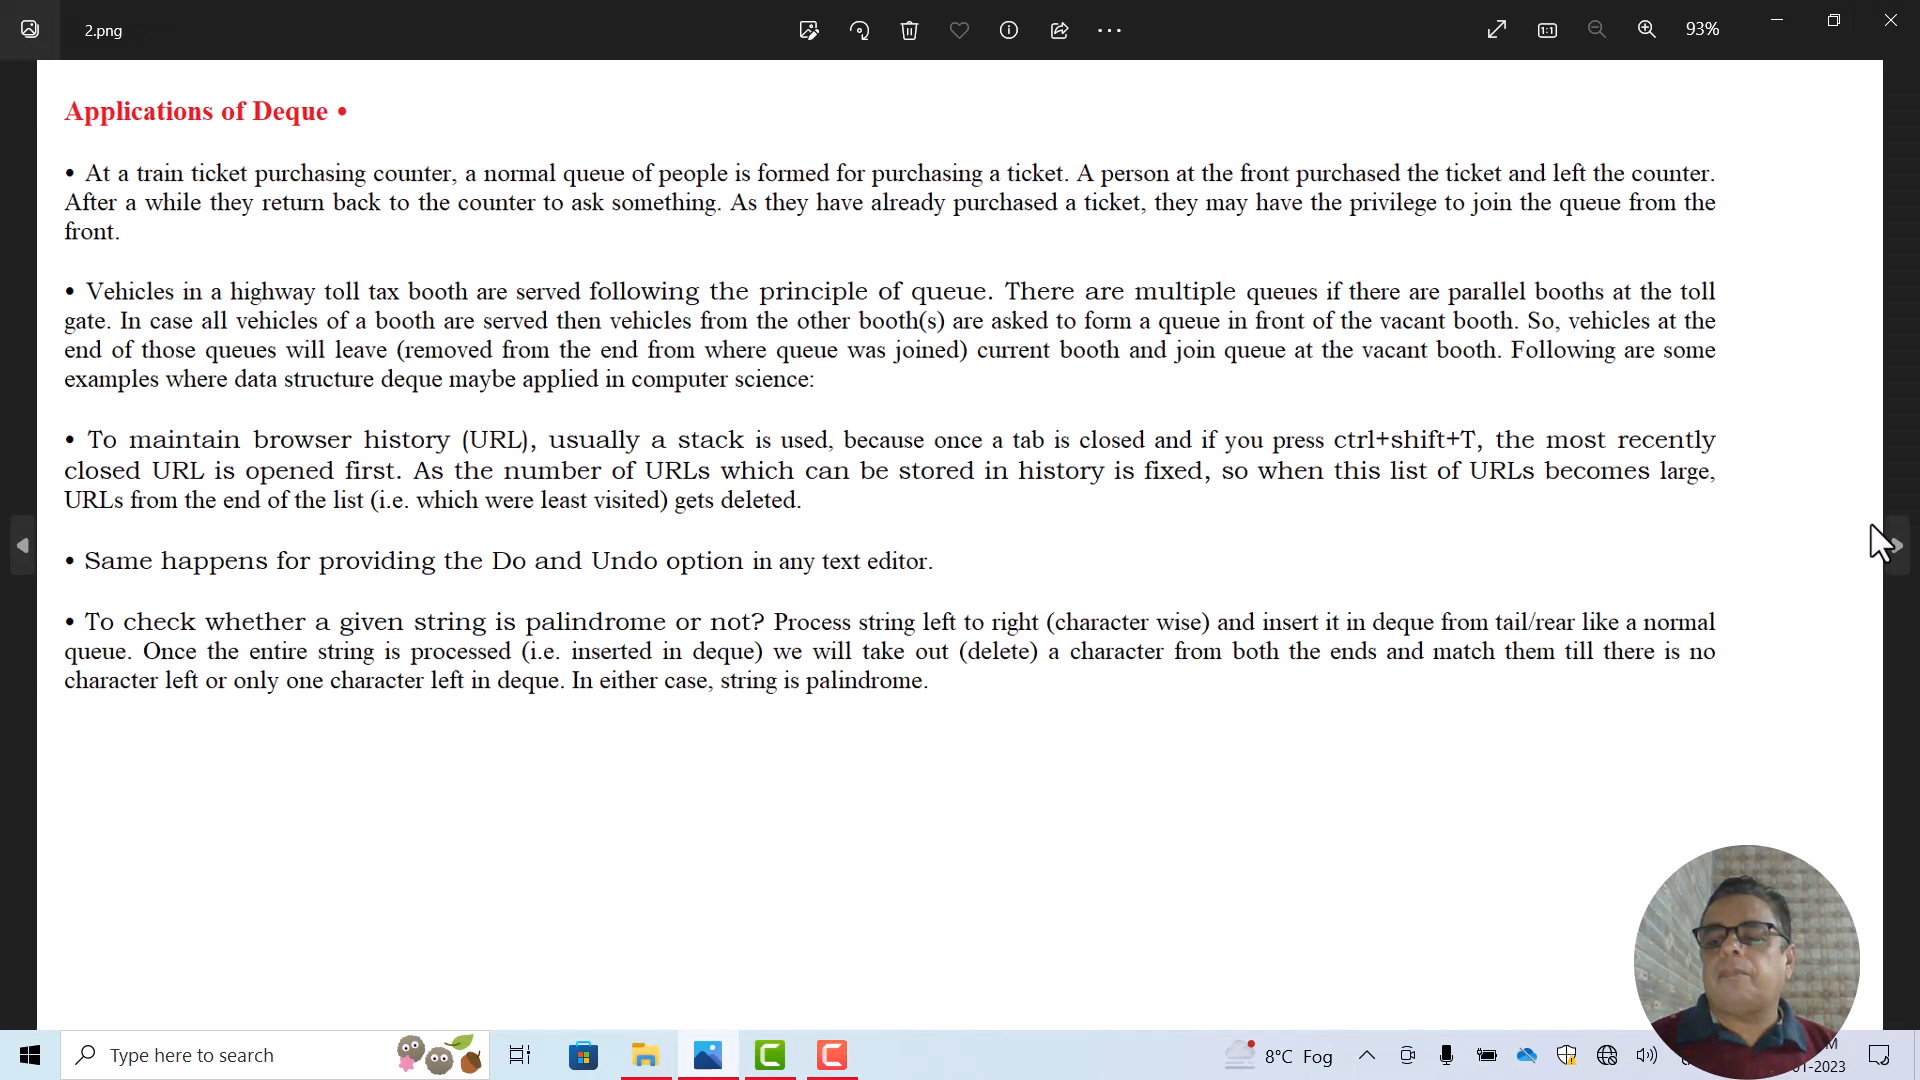 2.png
93%
Applications of Deque •
• At a train ticket purchasing counter, a normal queue of people is formed for purchasing a ticket. A person at the front purchased the ticket and left the counter.
After a while they return back to the counter to ask something. As they have already purchased a ticket, they may have the privilege to join the queue from the
front.
• Vehicles in a highway toll tax booth are served following the principle of queue. There are multiple queues if there are parallel booths at the toll
gate. In case all vehicles of a booth are served then vehicles from the other booth(s) are asked to form a queue in front of the vacant booth. So, vehicles at the
end of those queues will leave (removed from the end from where queue was joined) current booth and join queue at the vacant booth. Following are some
examples where data structure deque maybe applied in computer science:
• To maintain browser history (URL), usually a stack is used, because once a tab is closed and if you press ctrl+shift+T, the most recently
closed URL is opened first. As the number of URLs which can be stored in history is fixed, so when this list of URLs becomes large,
URLs from the end of the list (i.e. which were least visited) gets deleted.
• Same happens for providing the Do and Undo option in any text editor.
• To check whether a given string is palindrome or not? Process string left to right (character wise) and insert it in deque from tail/rear like a normal
queue. Once the entire string is processed (i.e. inserted in deque) we will take out (delete) a character from both the ends and match them till there is no
character left or only one character left in deque. In either case, string is palindrome.
Type here to search
8°C Fog
-2023